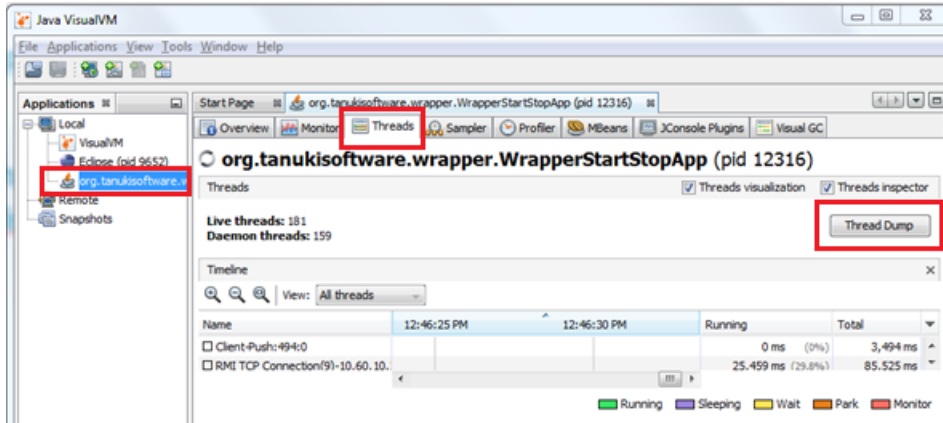 Java VisualVM
File Applications View Tools Window Help
Applications
Start Page org.tanukisoftware.wrapper.WrapperStartStopApp (pid 12316)
Local
Overview Monitor Threads Sampler Profiler MBeans JConsole Plugins Visual GC
VisualVM
Eclipse (pid 9652)
org.tanukisoftware.wrapper.WrapperStartStopApp (pid 12316)
org.tanukisoftware.w
Remote
Threads Threads visualization Threads inspector
Snapshots
Live threads: 181
Thread Dump
Daemon threads: 159
Timeline
View: All threads
Name 12:46:25 PM 12:46:30 PM Running Total
Client-Push:494:0 0 ms (0%) 3,494 ms
RMI TCP Connection(9)-10.60.10. 25.459 ms (29.8%) 85.525 ms
Running Sleeping Wait Park Monitor